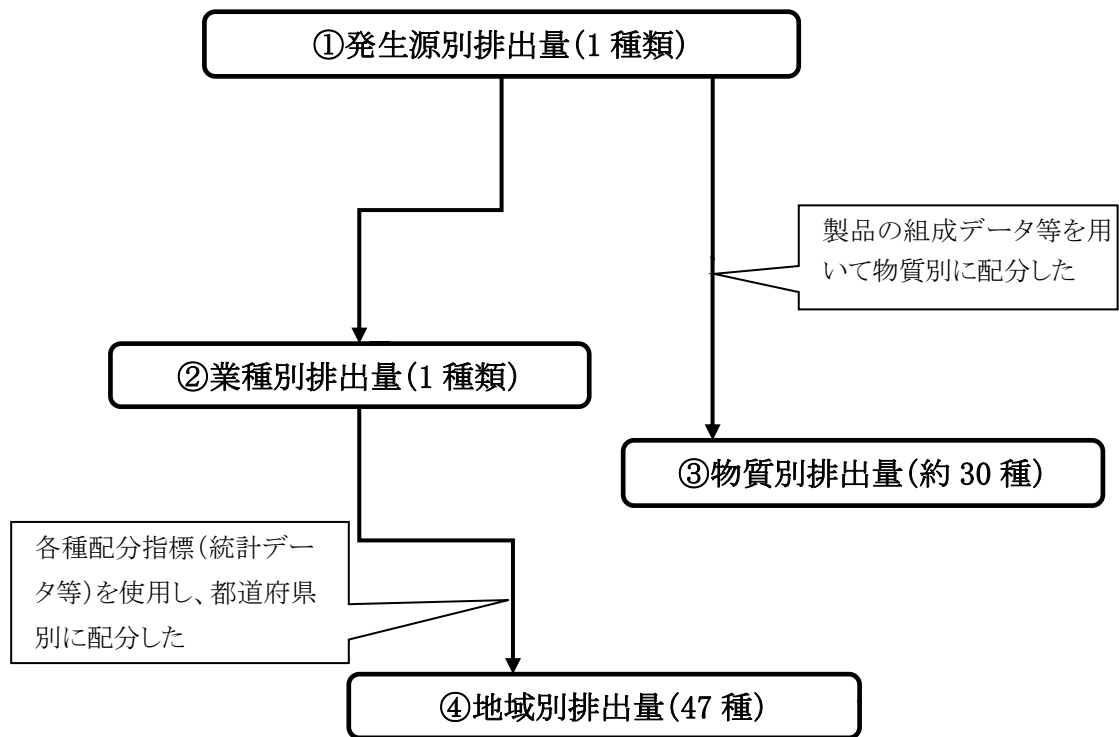 ①発生源別排出量(1 種類)
製品の組成データ等を用
いて物質別に配分した
②業種別排出量(1 種類)
③物質別排出量(約 30 種)
各種配分指標(統計デー
タ等)を使用し、都道府県
別に配分した
④地域別排出量(47 種)